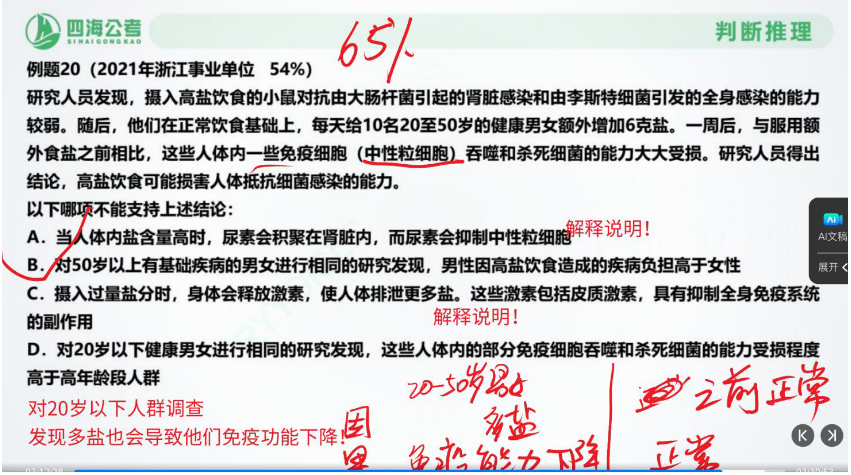 四海公考
SIHAIGONGKAO
判断推理
65%
例题20（2021年浙江事业单位 54%）
研究人员发现，摄入高盐饮食的小鼠对抗由大肠杆菌引起的肾脏感染和由李斯特细菌引发的全身感染的能力
较弱。随后，他们在正常饮食基础上，每天给10名20至50岁的健康男女额外增加6克盐。一周后，与服用额
外食盐之前相比，这些人体内一些免疫细胞（中性粒细胞）吞噬和杀死细菌的能力大大受损。研究人员得出
结论，高盐饮食可能损害人体抵抗细菌感染的能力。
以下哪项不能支持上述结论：
A．当人体内盐含量高时，尿素会积聚在肾脏内，而尿素会抑制中性粒细胞
解释说明！
B．对50岁以上有基础疾病的男女进行相同的研究发现，男性因高盐饮食造成的疾病负担高于女性
C．摄入过量盐分时，身体会释放激素，使人体排泄更多盐。这些激素包括皮质激素，具有抑制全身免疫系统
的副作用
解释说明！
D．对20岁以下健康男女进行相同的研究发现，这些人体内的部分免疫细胞吞噬和杀死细菌的能力受损程度
高于高年龄段人群
对20岁以下人群调查
发现多盐也会导致他们免疫功能下降！
20-50岁男女
多盐
因
果
免疫能力下降
之前正常
正常
AI文稿
展开